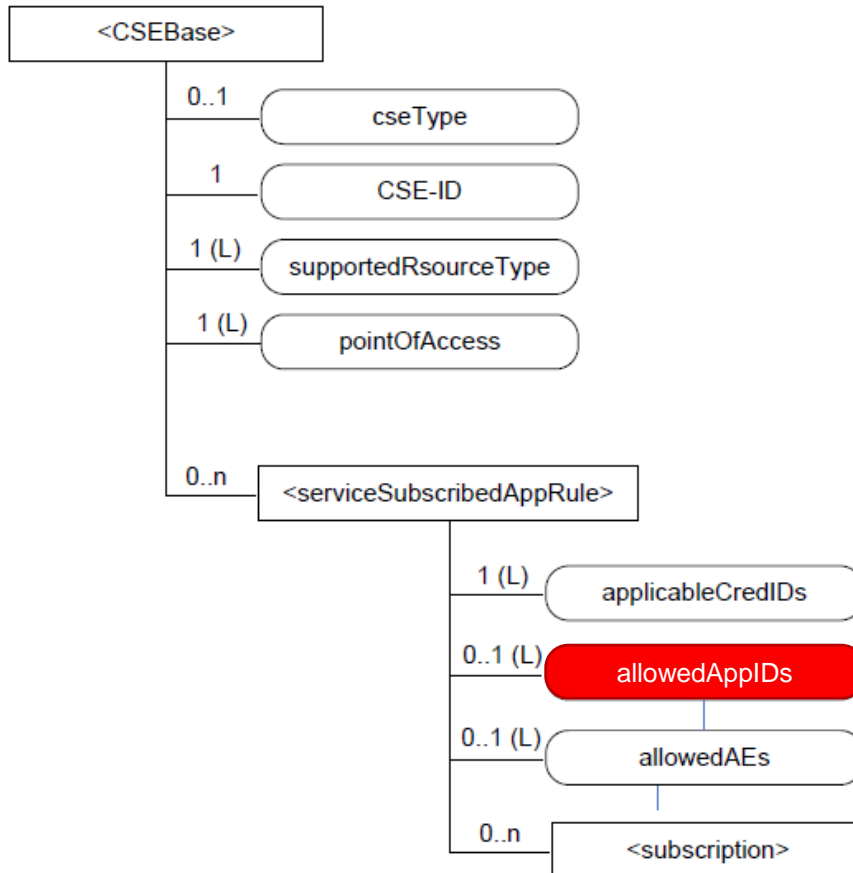 <CSEBase>
0..1
cseType
1
CSE-ID
1 (L)
supportedRsourceType
1 (L)
pointOfAccess
0..n
<serviceSubscribedAppRule>
1 (L)
applicableCredIDs
0..1 (L)
allowedAppIDs
0..1 (L)
allowedAEs
0..n
<subscription>